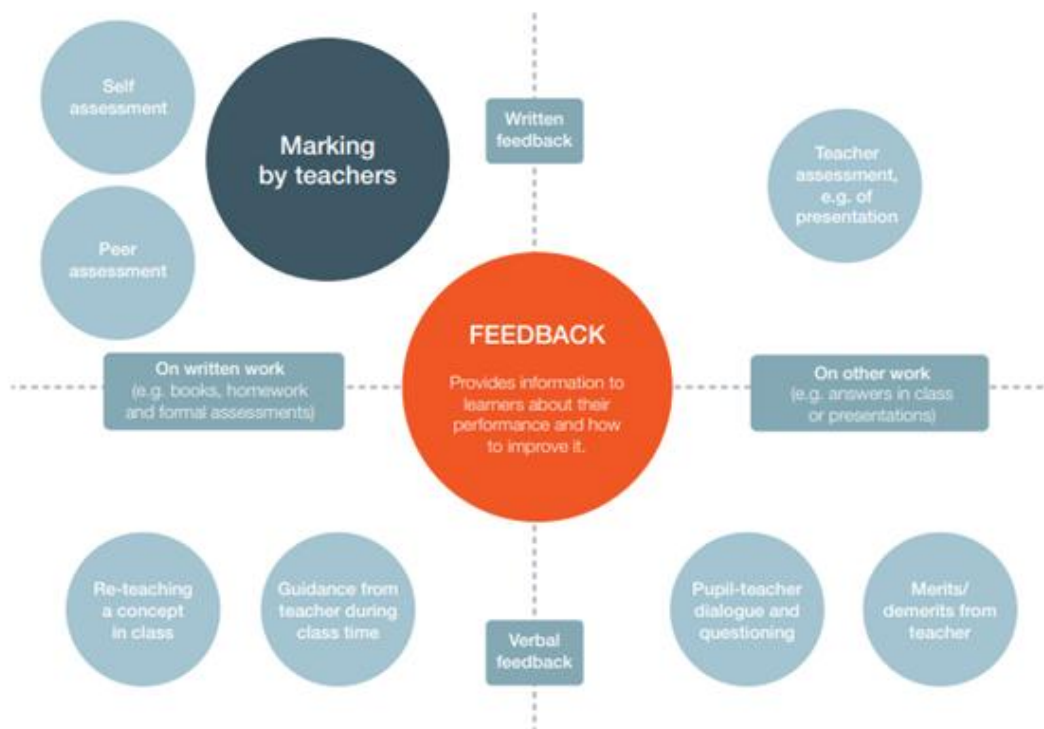 Self
assessment
Marking
by teachers
Written
feedback
Teacher
assessment,
e.g. of
presentation
Peer
assessment
FEEDBACK
Provides information to
learners about their
performance and how
to improve it.
On written work
(e.g. books, homework
and formal assessments)
On other work
(e.g. answers in class
or presentations)
Re-teaching
a concept
in class
Guidance from
teacher during
class time
Verbal
feedback
Pupil-teacher
dialogue and
questioning
Merits/
demerits from
teacher